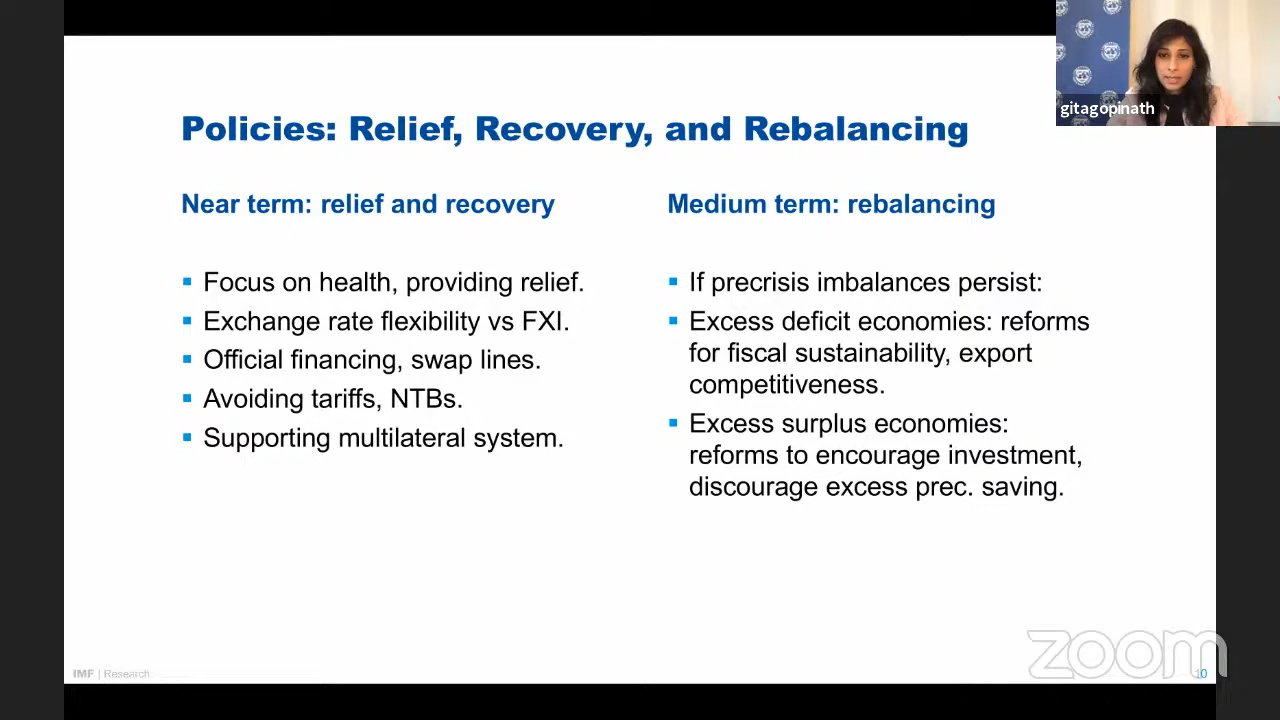 gitagopinath
Policies: Relief, Recovery, and Rebalancing
Near term: relief and recovery
▪ Focus on health, providing relief.
▪ Exchange rate flexibility vs FXI.
▪ Official financing, swap lines.
▪ Avoiding tariffs, NTBs.
▪ Supporting multilateral system.
Medium term: rebalancing
▪ If precrisis imbalances persist:
▪ Excess deficit economies: reforms
for fiscal sustainability, export
competitiveness.
▪ Excess surplus economies:
reforms to encourage investment,
discourage excess prec. saving.
IMF | Research
zoom
10